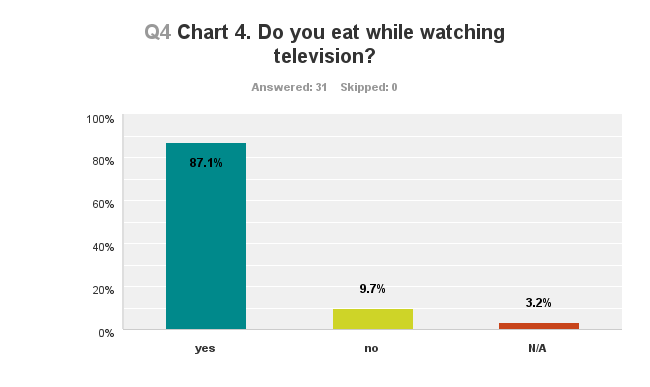 Q4 Chart 4. Do you eat while watching
television?
Answered: 31 Skipped: 0
100%
80%
60%
40%
20%
0%
87.1%
9.7%
3.2%
yes no N/A